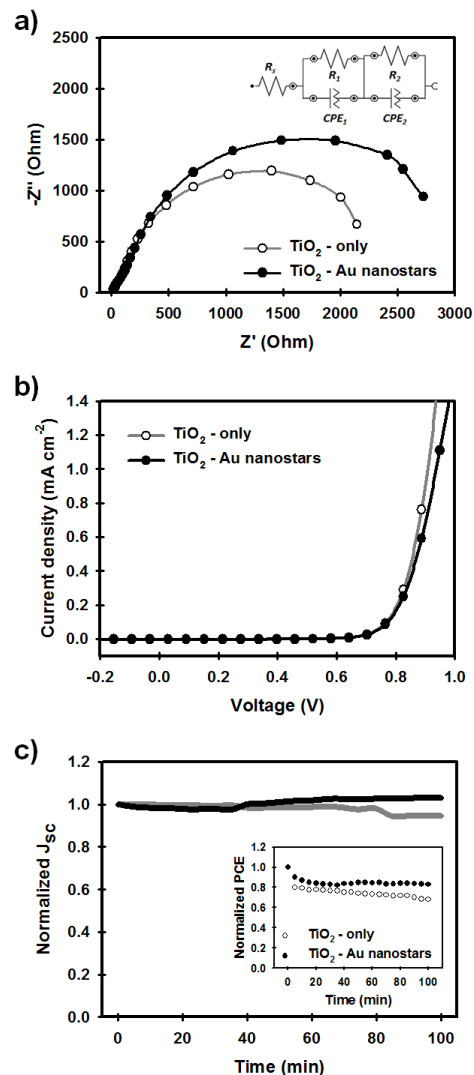 a)
2500
2000
1500
1000
500
0
-Z'' (Ohm)
Rs
R1
R2
CPE1
CPE2
TiO2 - only
TiO2 - Au nanostars
0 500 1000 1500 2000 2500 3000
Z' (Ohm)
b)
1.4
1.2
1.0
0.8
0.6
0.4
0.2
0.0
Current density (mA cm-2)
TiO2 - only
TiO2 - Au nanostars
-0.2 0.0 0.2 0.4 0.6 0.8 1.0
Voltage (V)
c)
1.2
1.0
0.8
0.6
0.4
0.2
0.0
Normalized JSC
1.2
1.0
0.8
0.6
0.4
0.2
0.0
Normalized PCE
TiO2 - only
TiO2 - Au nanostars
0 20 40 60 80 100
Time (min)
0 20 40 60 80 100
Time (min)